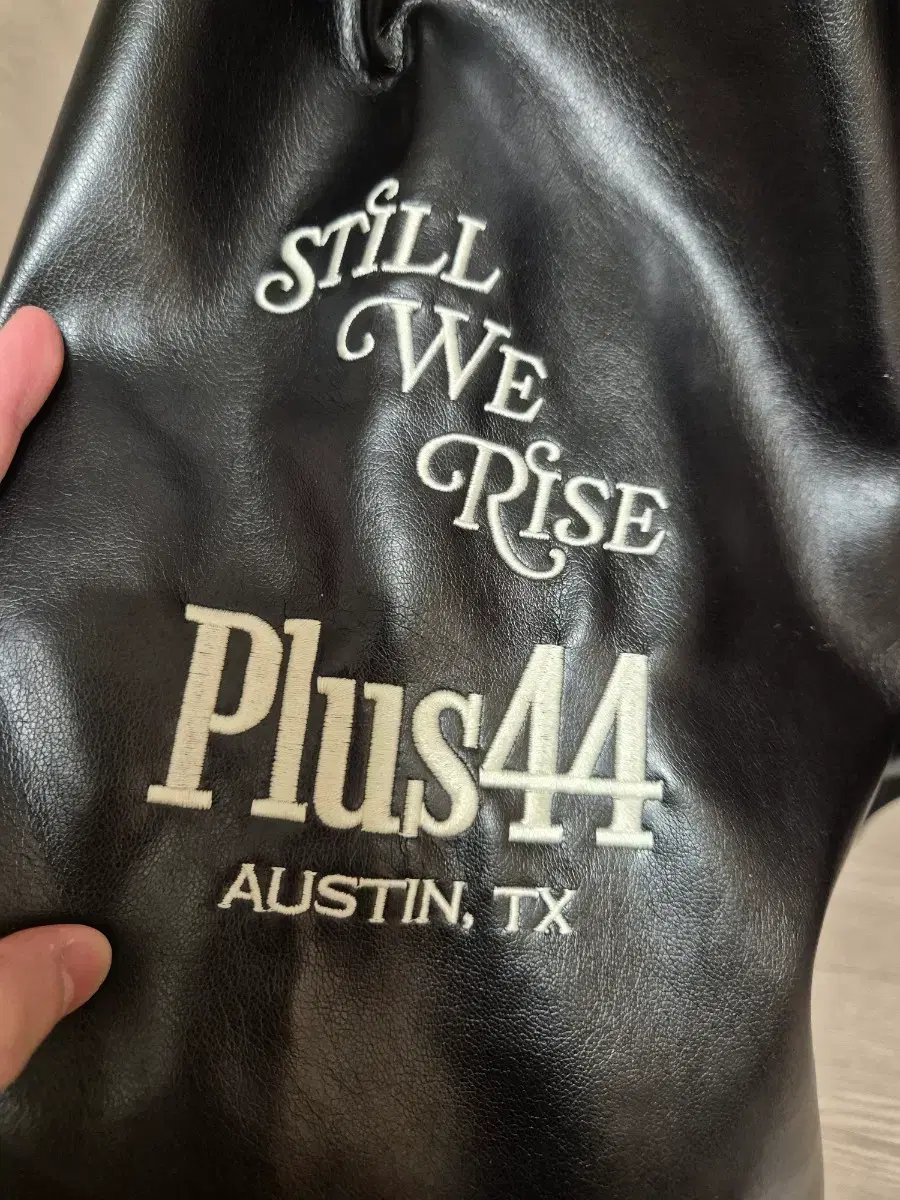 STILL
WE
RISE
Plus44
AUSTIN, TX